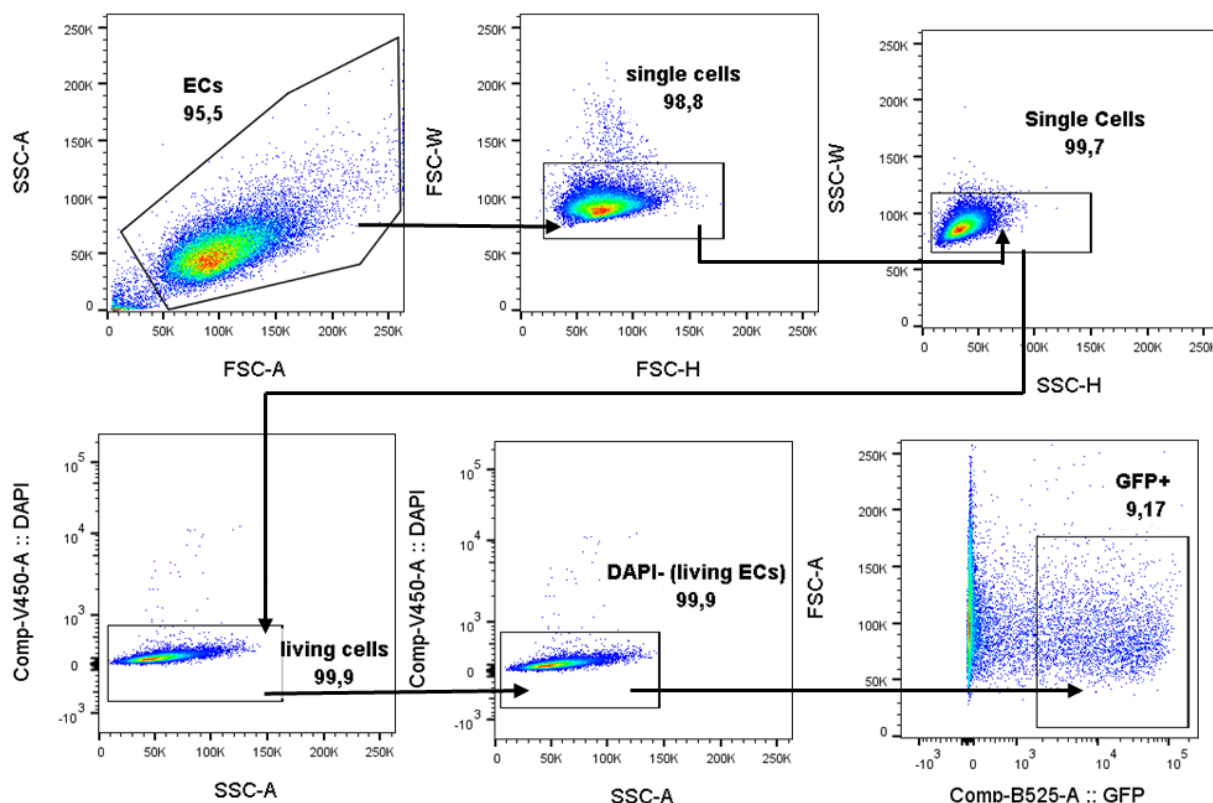 250K
200K
150K
100K
50K
0
SSC-A
ECs
95,5
0
50K
100K
150K
200K
250K
FSC-A
250K
200K
150K
100K
50K
0
FSC-W
single cells
98,8
0
50K
100K
150K
200K
250K
FSC-H
250K
200K
150K
100K
50K
0
SSC-W
Single Cells
99,7
0
50K
100K
150K
200K
250K
SSC-H
10^5
10^4
10^3
0
-10^3
Comp-V450-A :: DAPI
living cells
99,9
0
50K
100K
150K
200K
250K
SSC-A
10^5
10^4
10^3
0
-10^3
Comp-V450-A :: DAPI
DAPI- (living ECs)
99,9
0
50K
100K
150K
200K
250K
SSC-A
250K
200K
150K
100K
50K
0
FSC-A
GFP+
9,17
-10^3
0
10^3
10^4
10^5
Comp-B525-A :: GFP